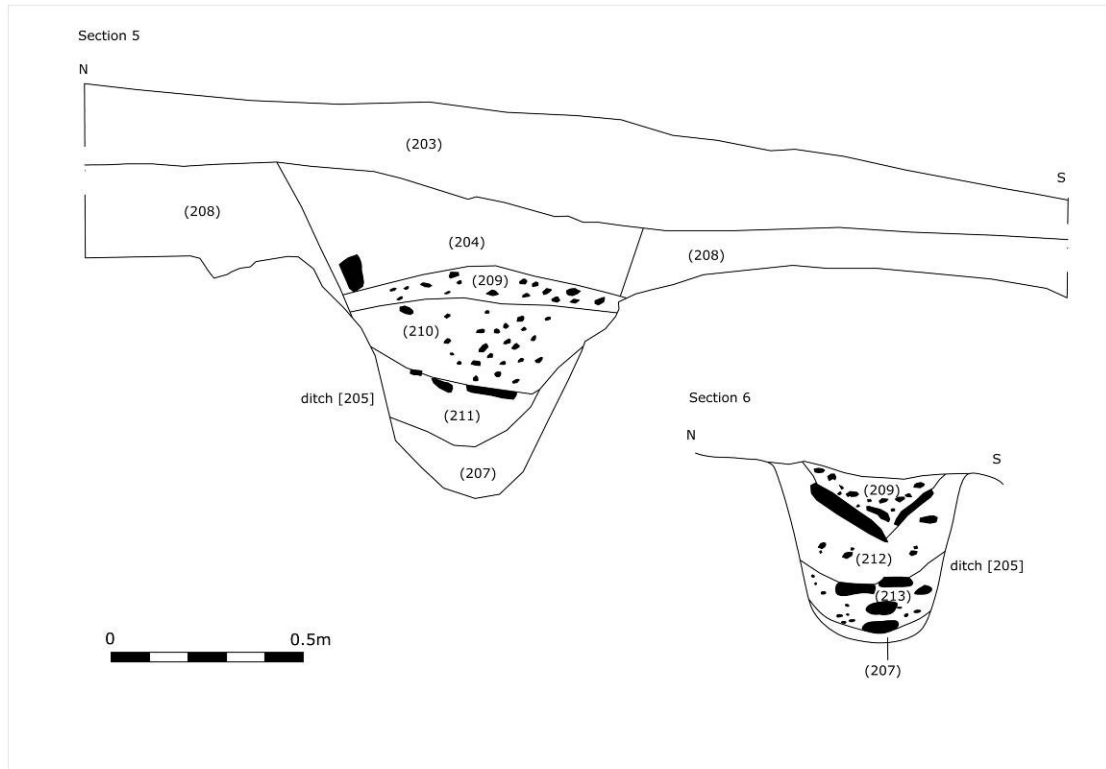 Section 5
N
(203)
S
(208)
(204)
(208)
(209)
(210)
ditch [205]
(211)
(207)
Section 6
N
S
(209)
(212)
ditch [205]
(213)
(207)
0 0.5m